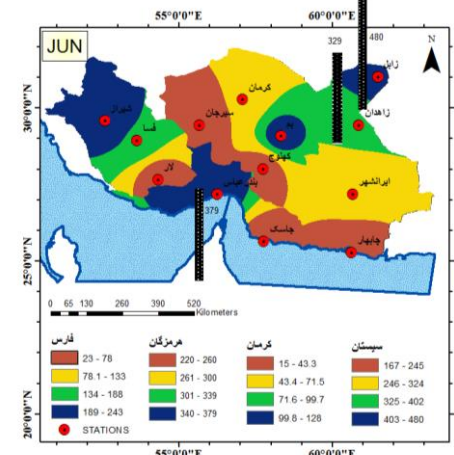 55°0'0"E 60°0'0"E
JUN
329
480
N
زابل
کرمان
شیراز
سیرجان
زاهدان
فسا
بم
کهنوج
لار
بندرعباس
ایرانشهر
379
جاسک
چابهار
30°0'0"N
25°0'0"N
20°0'0"N
0 65 130 260 390 520
Kilometers
فارس هرمزگان کرمان سیستان
23 - 78 220 - 260 15 - 43.3 167 - 245
78.1 - 133 261 - 300 43.4 - 71.5 246 - 324
134 - 188 301 - 339 71.6 - 99.7 325 - 402
189 - 243 340 - 379 99.8 - 128 403 - 480
STATIONS
55°0'0"E 60°0'0"E